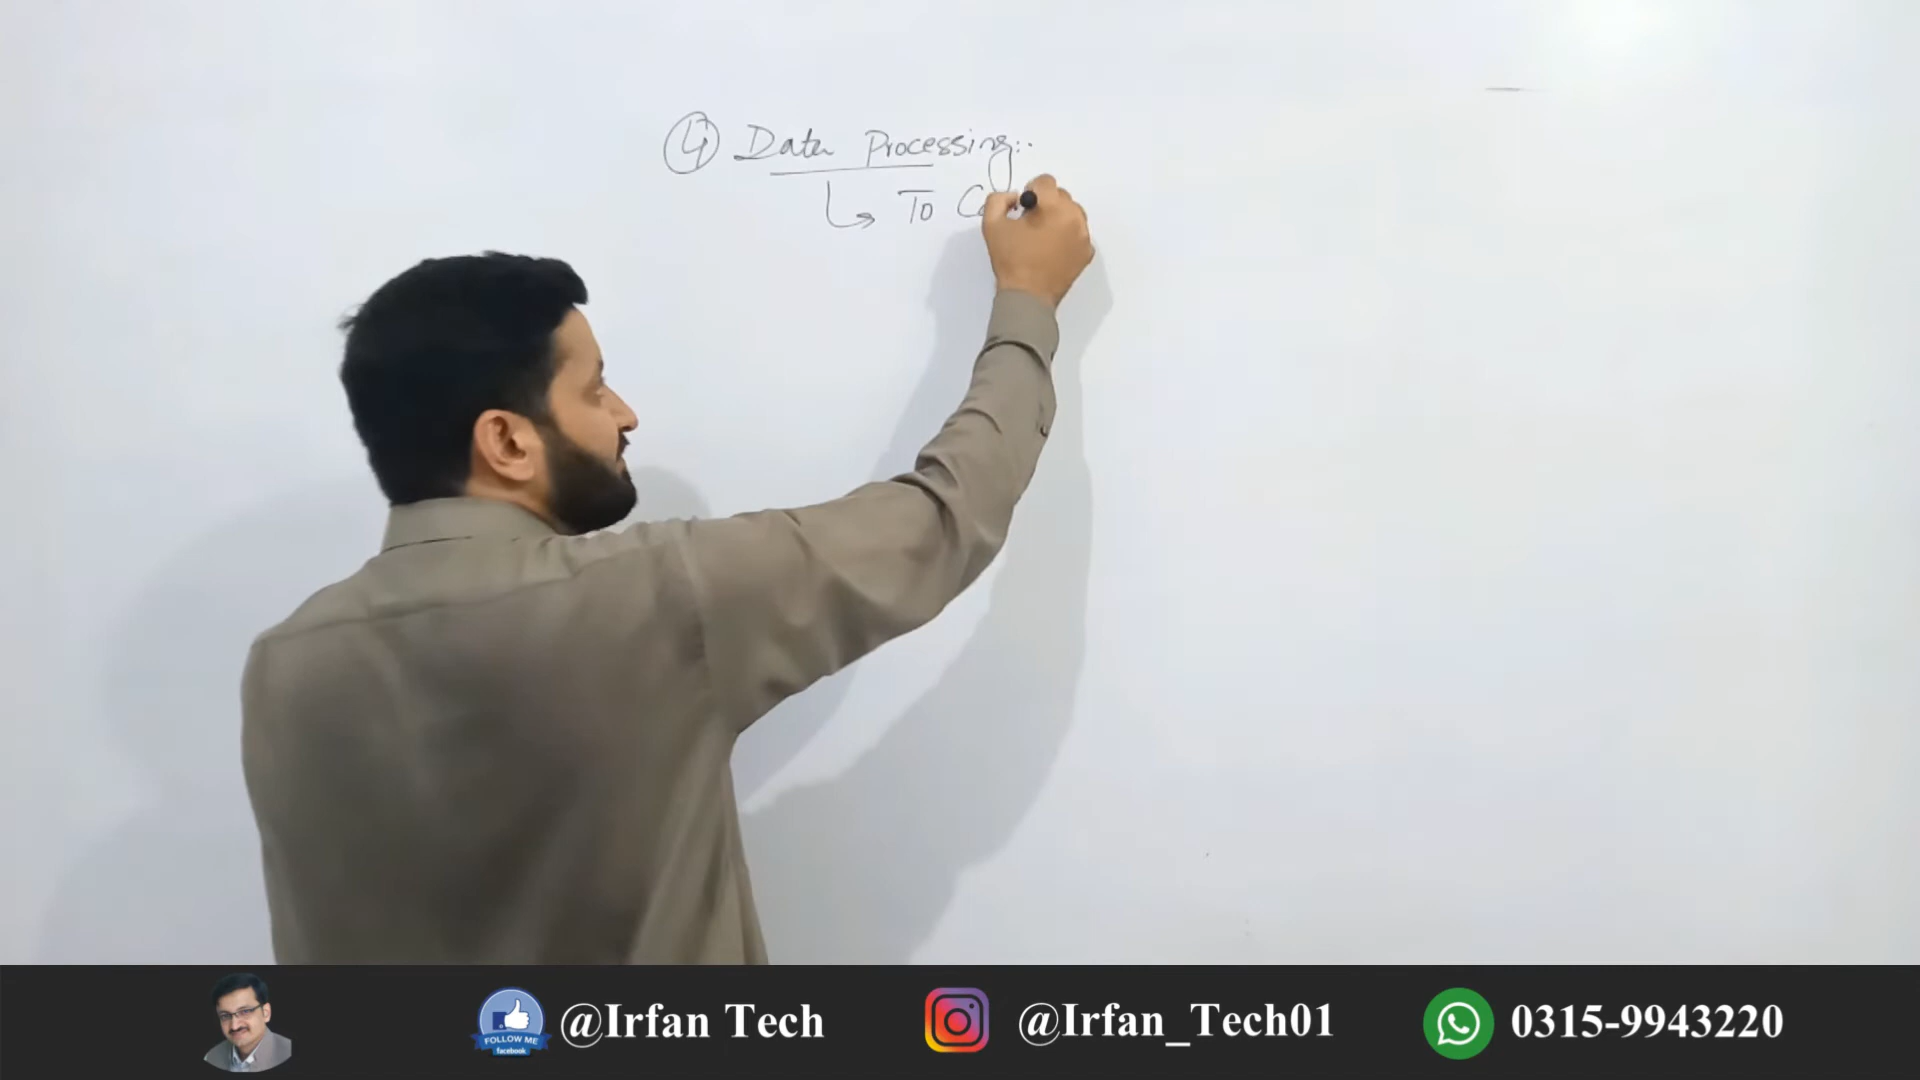 ④ Data Processing:-
↳ To
FOLLOW ME
facebook
@Irfan Tech
@Irfan_Tech01
0315-9943220